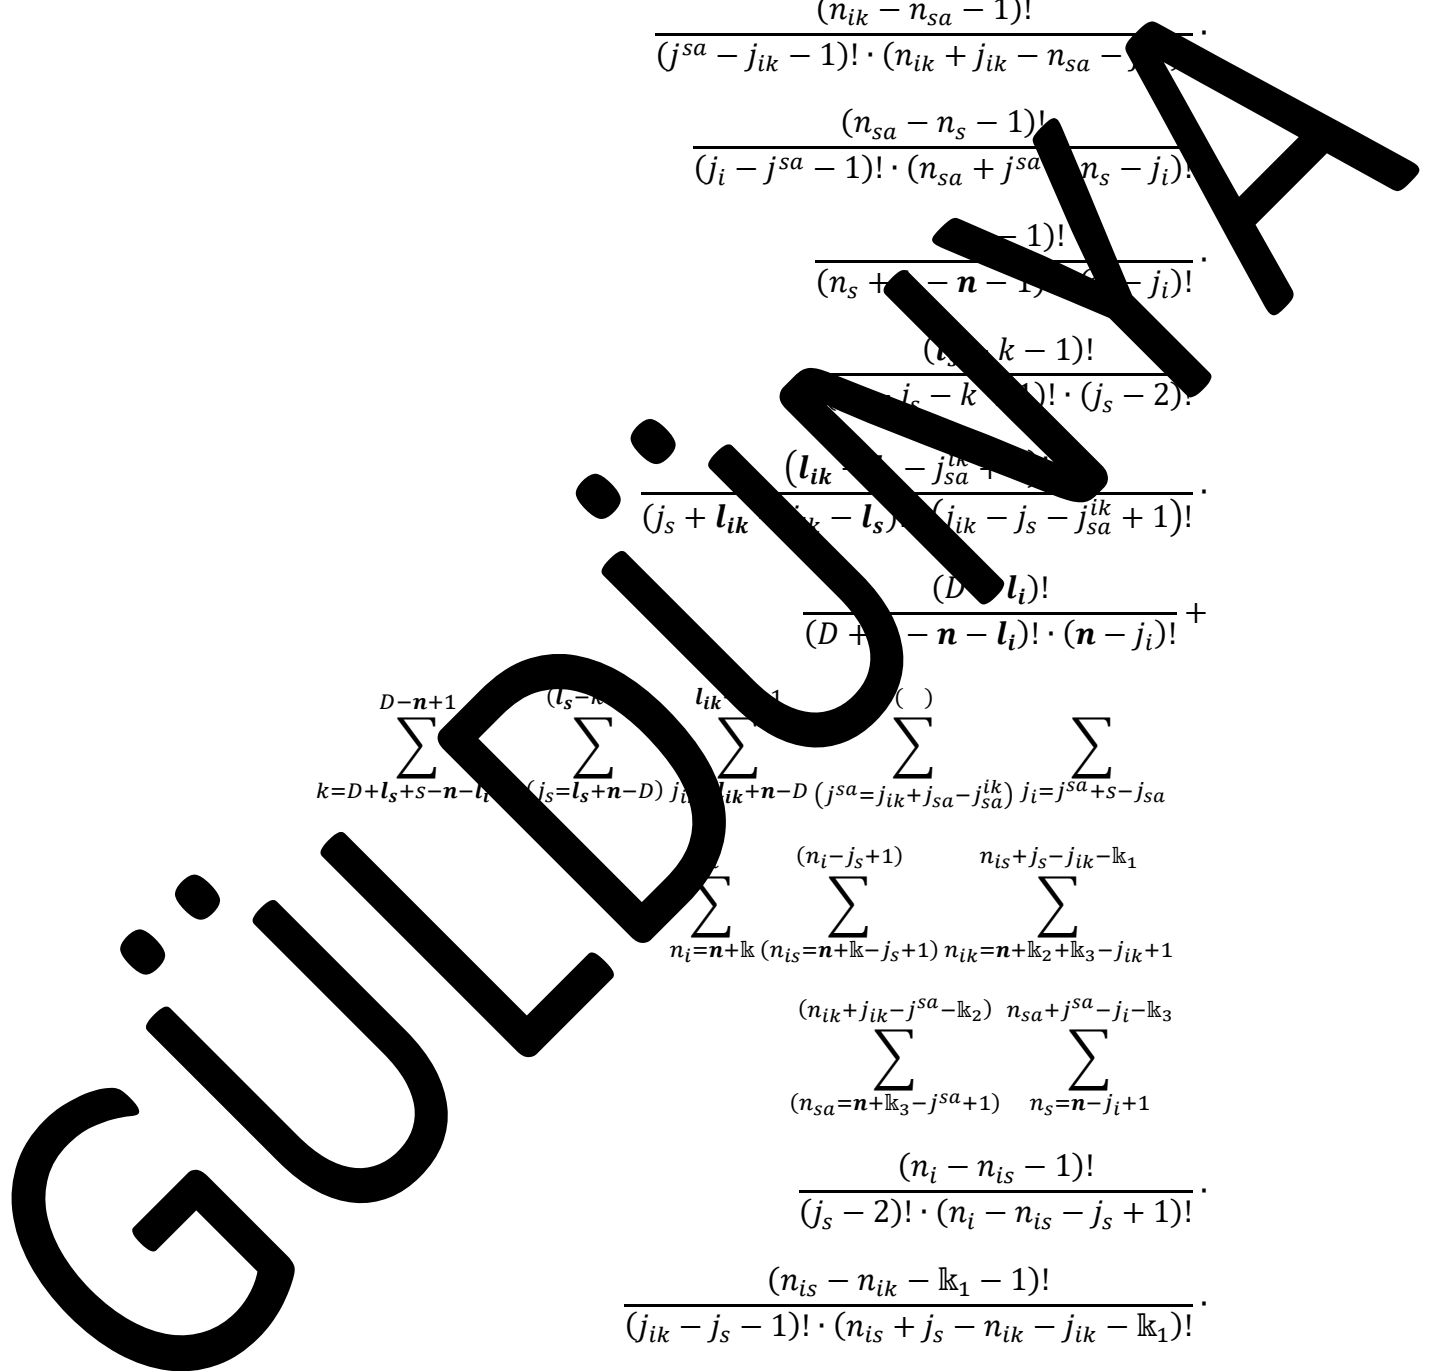 (n_{ik} − n_{sa} − 1)!
(j^{sa} − j_{ik} − 1)! · (n_{ik} + j_{ik} − n_{sa} − ·
(n_{sa} − n_s − 1)!
(j_i − j^{sa} − 1)! · (n_{sa} + j^{sa} n_s − j_i)!
− 1)!
(n_s + − 𝒏 − 1) − j_i)! ·
(𝒍_s k − 1)!
j_s − k 1)! · (j_s − 2)!
(𝒍_{ik} − j_{sa}^{ik} +
(j_s + 𝒍_{ik} − 𝒍_s) (j_{ik} − j_s − j_{sa}^{ik} + 1)! ·
(D 𝒍_i)!
(D + − 𝒏 − 𝒍_i)! · (𝒏 − j_i)! +
D−𝒏+1 (𝒍_s−k 𝒍_{ik} 1 ( )
∑ ∑ ∑ ∑ ∑
k=D+𝒍_s+s−𝒏−𝒍_i (j_s=𝒍_s+𝒏−D) 𝒍_{ik}+𝒏−D (j^{sa}=j_{ik}+j_{sa}−j_{sa}^{ik}) j_i=j^{sa}+s−j_{sa}
(n_i−j_s+1) n_{is}+j_s−j_{ik}−𝕜_1
∑ ∑ ∑
n_i=𝒏+𝕜 (n_{is}=𝒏+𝕜−j_s+1) n_{ik}=𝒏+𝕜_2+𝕜_3−j_{ik}+1
(n_{ik}+j_{ik}−j^{sa}−𝕜_2) n_{sa}+j^{sa}−j_i−𝕜_3
∑ ∑
(n_{sa}=𝒏+𝕜_3−j^{sa}+1) n_s=𝒏−j_i+1
(n_i − n_{is} − 1)!
(j_s − 2)! · (n_i − n_{is} − j_s + 1)! ·
(n_{is} − n_{ik} − 𝕜_1 − 1)!
(j_{ik} − j_s − 1)! · (n_{is} + j_s − n_{ik} − j_{ik} − 𝕜_1)! ·
GÜLDÜNYA